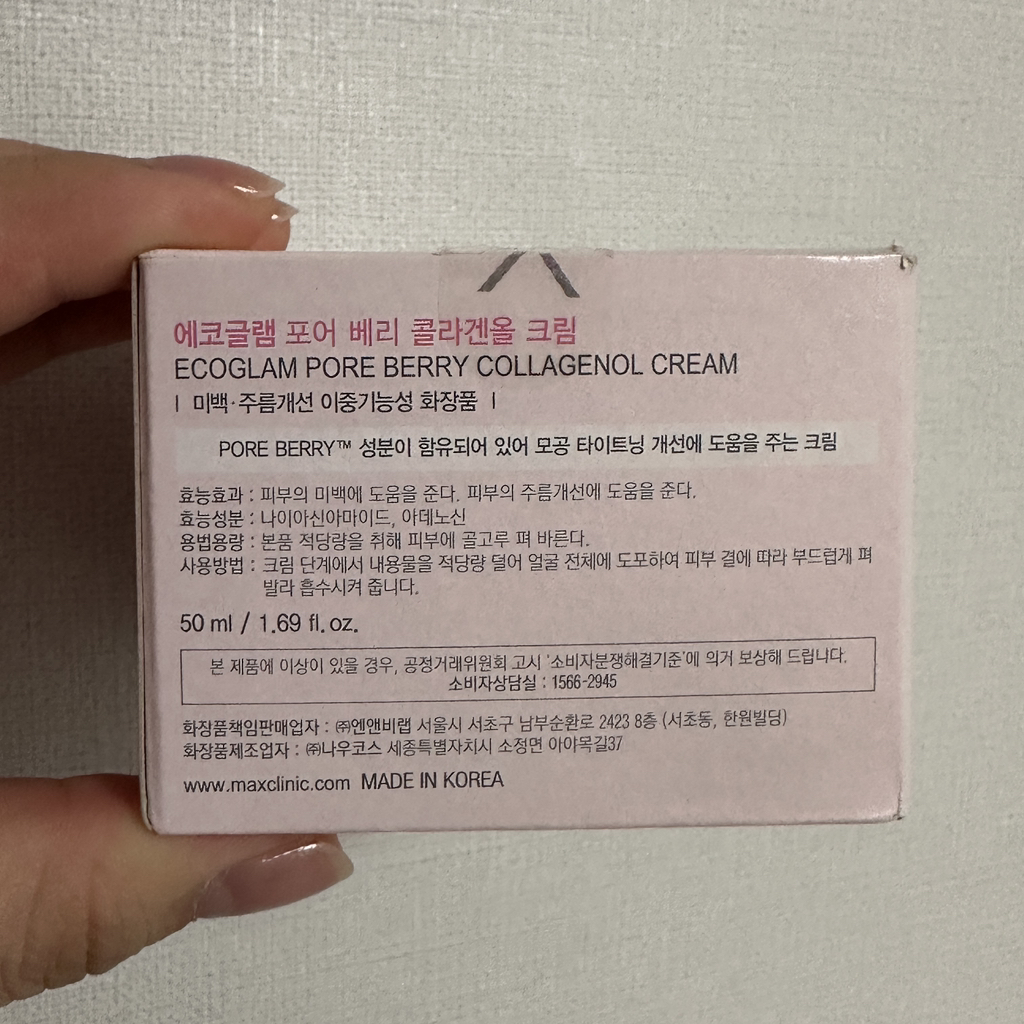 에코글램 포어 베리 콜라겐올 크림
ECOGLAM PORE BERRY COLLAGENOL CREAM
| 미백·주름개선 이중기능성 화장품 |
PORE BERRY™ 성분이 함유되어 있어 모공 타이트닝 개선에 도움을 주는 크림
효능효과 : 피부의 미백에 도움을 준다. 피부의 주름개선에 도움을 준다.
효능성분 : 나이아신아마이드, 아데노신
용법용량 : 본품 적당량을 취해 피부에 골고루 펴 바른다.
사용방법 : 크림 단계에서 내용물을 적당량 덜어 얼굴 전체에 도포하여 피부 결에 따라 부드럽게 펴
발라 흡수시켜 줍니다.
50 ml / 1.69 fl. oz.
본 제품에 이상이 있을 경우, 공정거래위원회 고시 '소비자분쟁해결기준'에 의거 보상해 드립니다.
소비자상담실 : 1566-2945
화장품책임판매업자 : ㈜엔앤비랩 서울시 서초구 남부순환로 2423 8층 (서초동, 한원빌딩)
화장품제조업자 : ㈜나우코스 세종특별자치시 소정면 아야목길37
www.maxclinic.com MADE IN KOREA